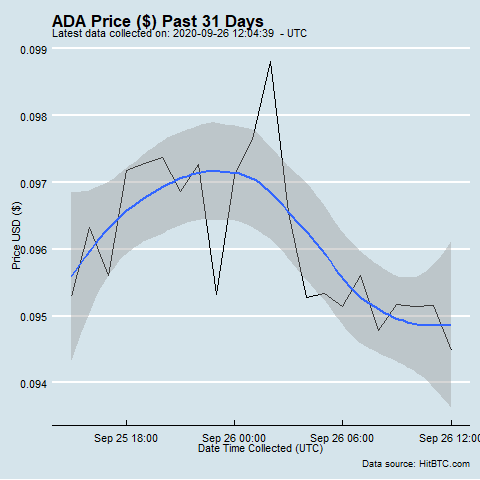 ADA Price ($) Past 31 Days
Latest data collected on: 2020-09-26 12:04:39 - UTC
0.099
0.098
0.097
0.096
0.095
0.094
Price USD ($)
Sep 25 18:00 Sep 26 00:00 Sep 26 06:00 Sep 26 12:00
Date Time Collected (UTC)
Data source: HitBTC.com